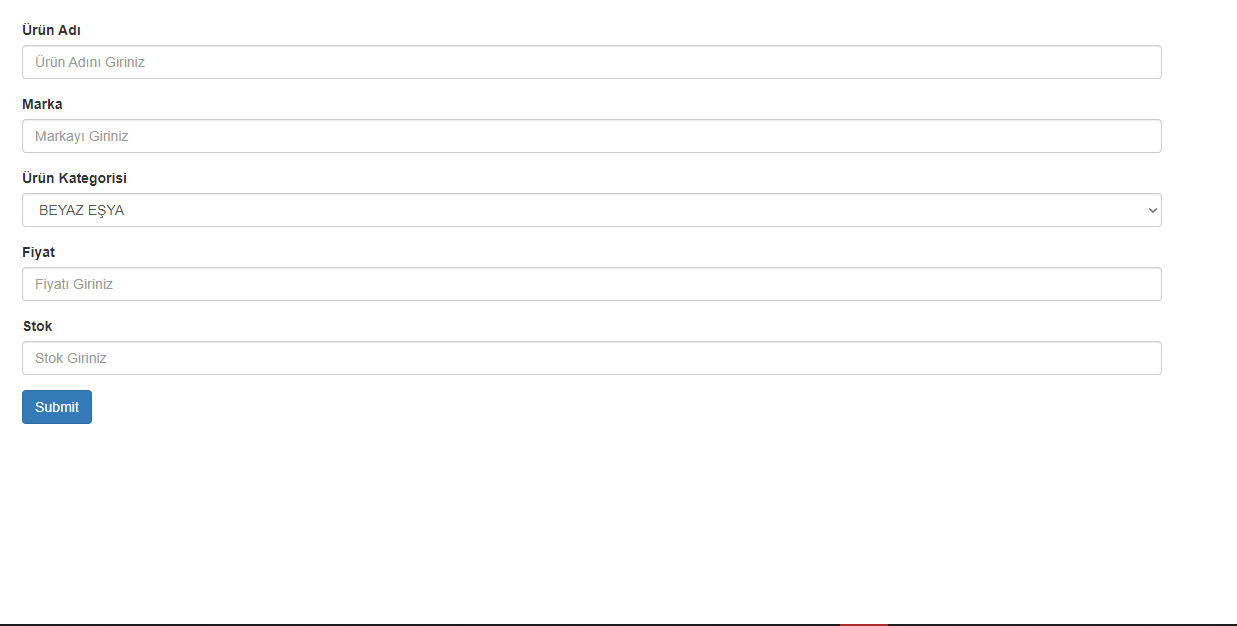 Ürün Adı
Ürün Adını Giriniz
Marka
Markayı Giriniz
Ürün Kategorisi
BEYAZ EŞYA
Fiyat
Fiyatı Giriniz
Stok
Stok Giriniz
Submit